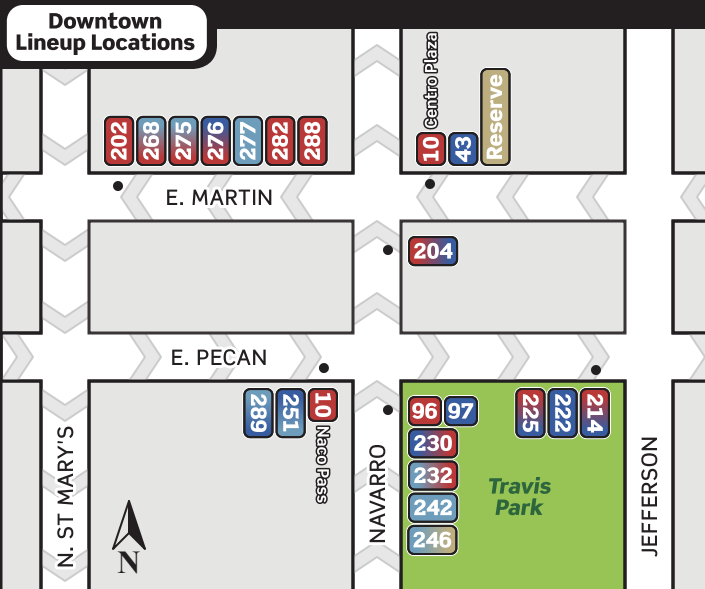 Downtown
Lineup Locations
202
268
275
276
277
282
288
10
Centro Plaza
43
Reserve
E. MARTIN
204
E. PECAN
289
251
10
Naco Pass
96
97
230
232
242
246
225
222
214
Travis
Park
N. ST MARY'S
NAVARRO
JEFFERSON
N